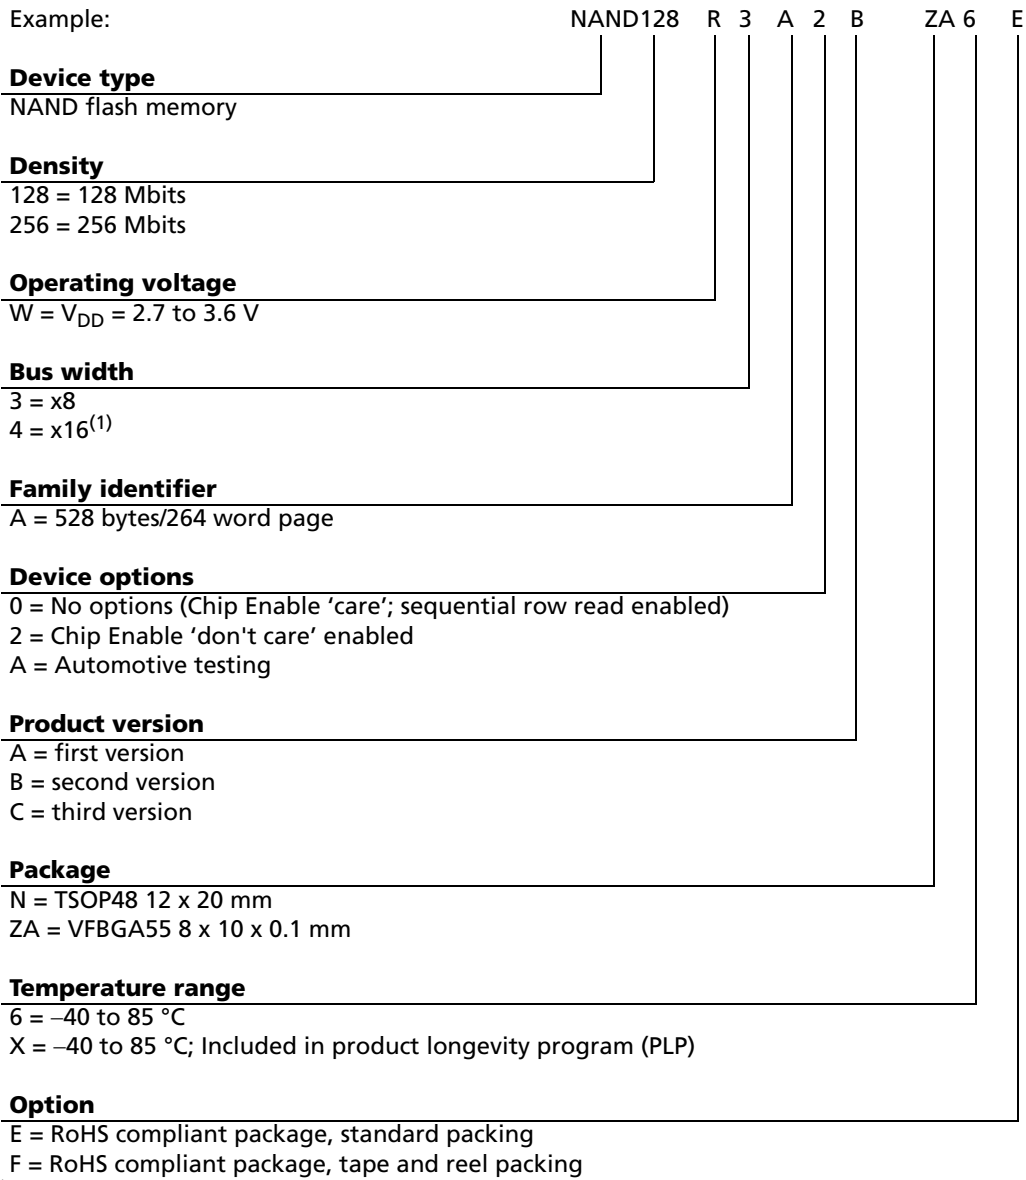 Example: NAND128 R 3 A 2 B ZA 6 E
Device type
NAND flash memory
Density
128 = 128 Mbits
256 = 256 Mbits
Operating voltage
W = VDD = 2.7 to 3.6 V
Bus width
3 = x8
4 = x16(1)
Family identifier
A = 528 bytes/264 word page
Device options
0 = No options (Chip Enable ‘care’; sequential row read enabled)
2 = Chip Enable ‘don't care’ enabled
A = Automotive testing
Product version
A = first version
B = second version
C = third version
Package
N = TSOP48 12 x 20 mm
ZA = VFBGA55 8 x 10 x 0.1 mm
Temperature range
6 = –40 to 85 °C
X = –40 to 85 °C; Included in product longevity program (PLP)
Option
E = RoHS compliant package, standard packing
F = RoHS compliant package, tape and reel packing